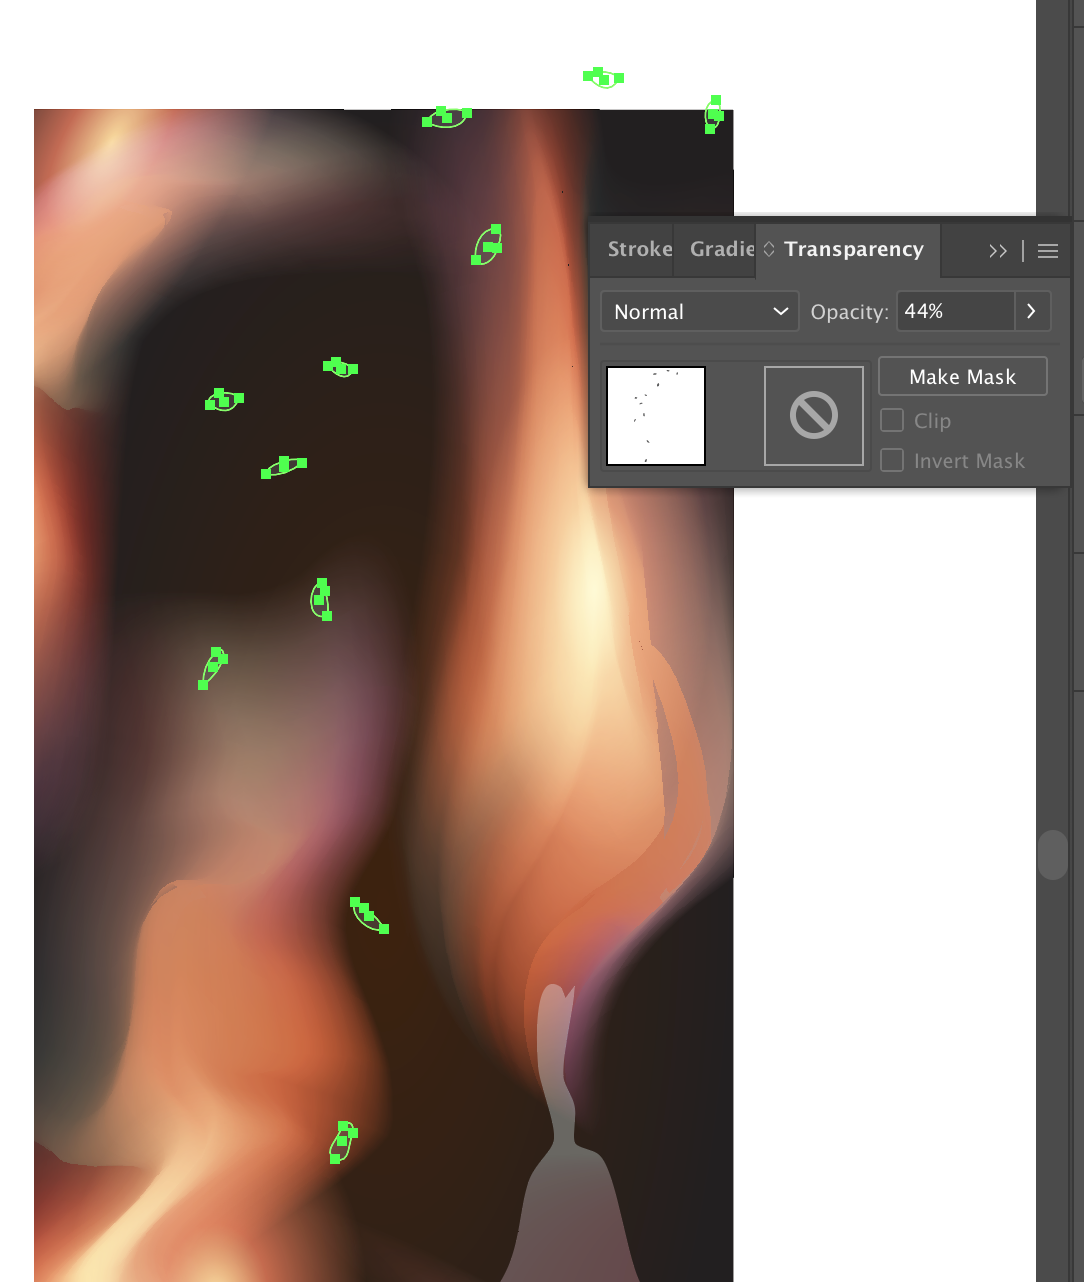 Stroke Gradie Transparency
Normal Opacity: 44%
Make Mask
Clip
Invert Mask